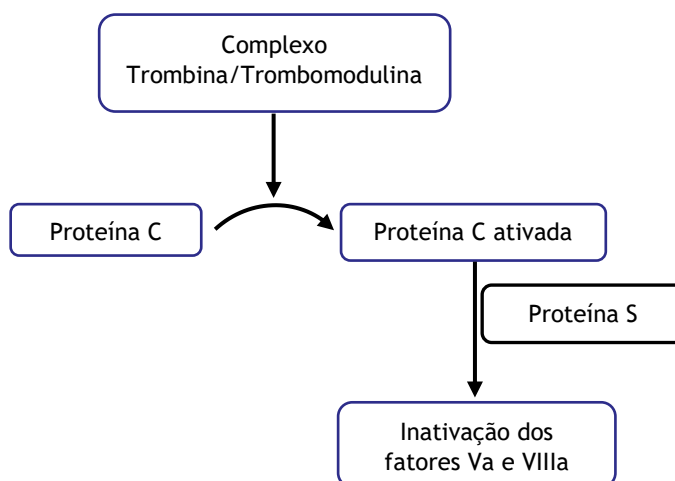 Complexo
Trombina/Trombomodulina
Proteína C
Proteína C ativada
Proteína S
Inativação dos
fatores Va e VIIIa